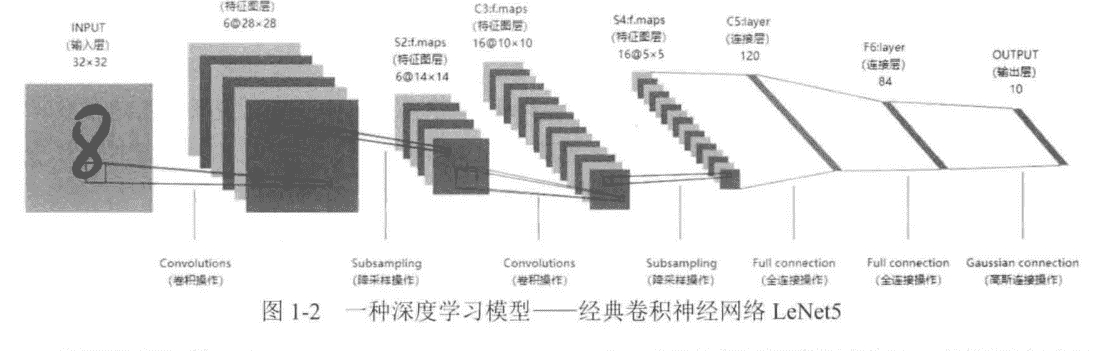 INPUT
(输入层)
32×32
(特征图层)
6@28×28
S2:f.maps
(特征图层)
6@14×14
C3:f.maps
(特征图层)
16@10×10
S4:f.maps
(特征图层)
16@5×5
C5:layer
(连接层)
120
F6:layer
(连接层)
84
OUTPUT
(输出层)
10
8
Convolutions
(卷积操作)
Subsampling
(降采样操作)
Convolutions
(卷积操作)
Subsampling
(降采样操作)
Full connection
(全连接操作)
Full connection
(全连接操作)
Gaussian connection
(高斯连接操作)
图 1-2 一种深度学习模型——经典卷积神经网络 LeNet5